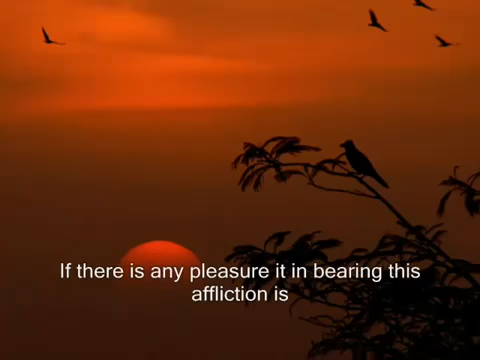 If there is any pleasure it in bearing this
affliction is